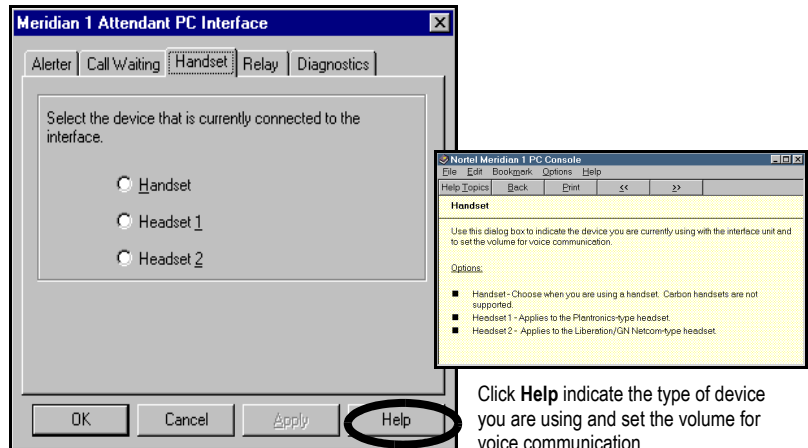 Meridian 1 Attendant PC Interface
Alerter Call Waiting Handset Relay Diagnostics
Select the device that is currently connected to the
interface.
Handset
Headset 1
Headset 2
OK Cancel Apply Help
Nortel Meridian 1 PC Console
File Edit Bookmark Options Help
Help Topics Back Print << >>
Handset
Use this dialog box to indicate the device you are currently using with the interface unit and
to set the volume for voice communication.
Options:
■ Handset - Choose when you are using a handset. Carbon handsets are not
supported.
■ Headset 1 - Applies to the Plantronics-type headset.
■ Headset 2 - Applies to the Liberation/GN Netcom-type headset.
Click Help indicate the type of device
you are using and set the volume for
voice communication